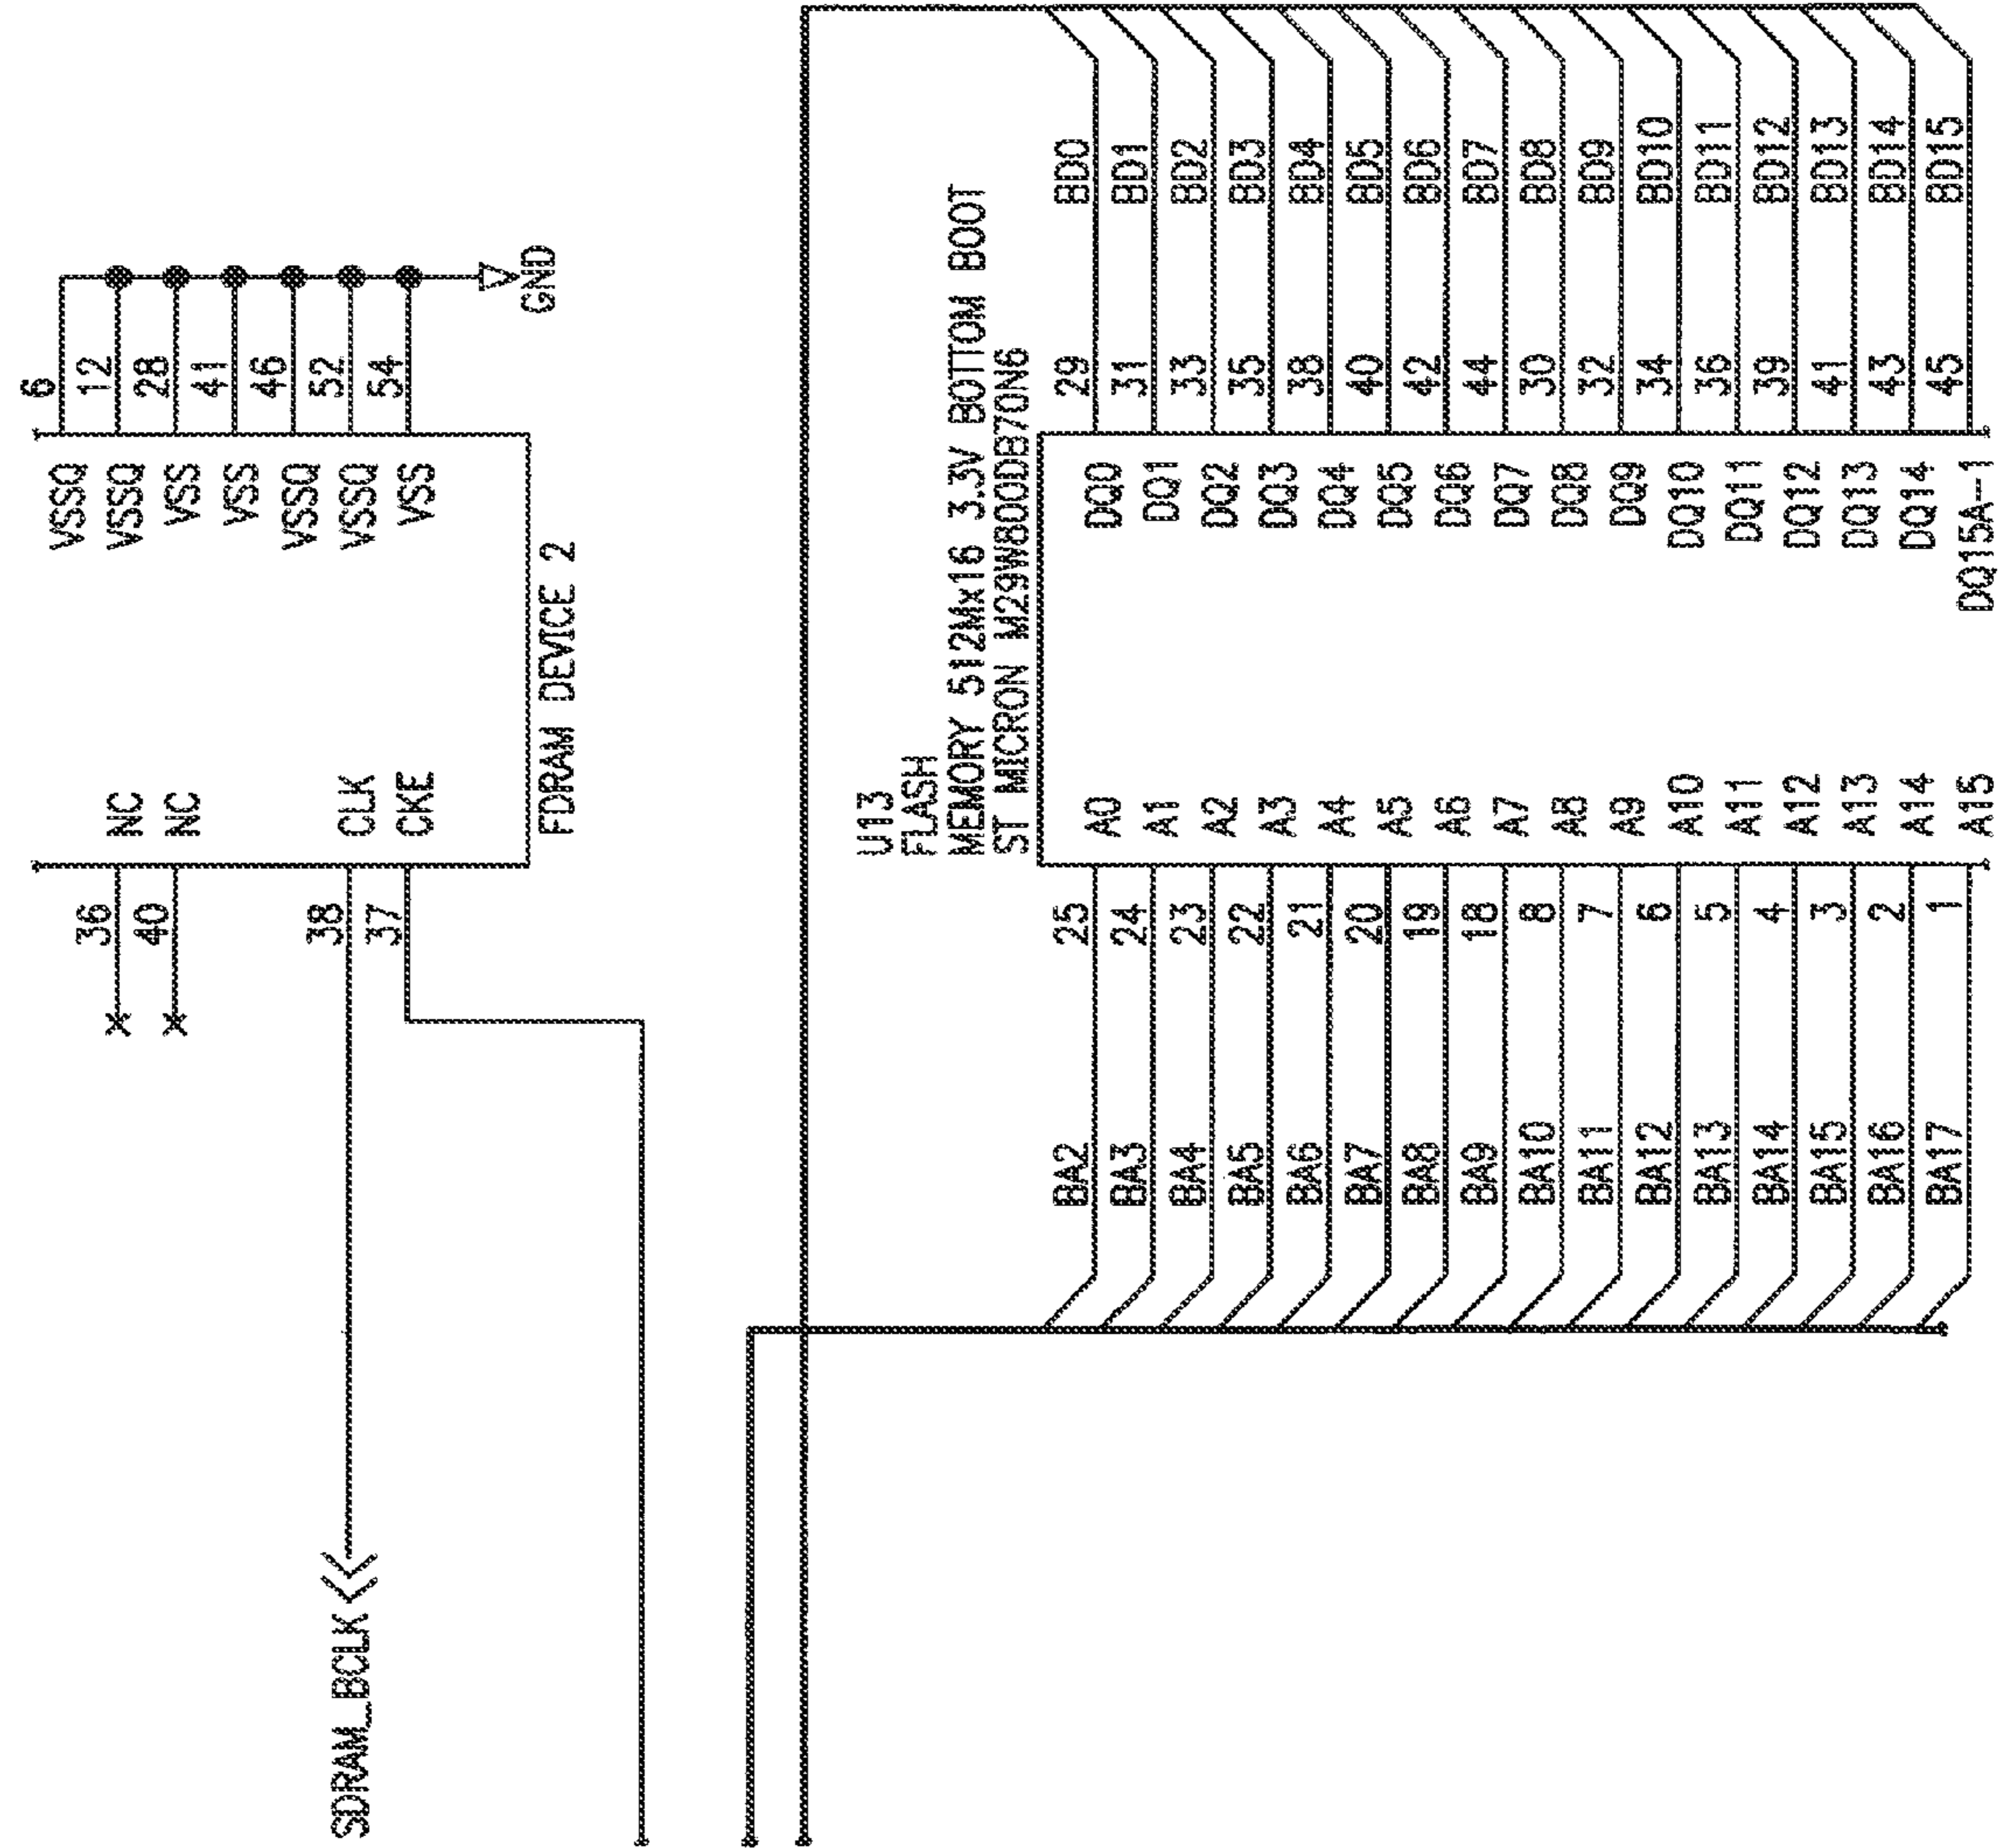 6
12
28
41
46
52
54
VSSQ
VSSQ
VSS
VSS
VSSQ
VSSQ
VSS
GND
NC
NC
CLK
CKE
36
40
38
37
FDRAM DEVICE 2
SDRAM_BCLK
U13
FLASH
MEMORY 512Mx16 3.3V BOTTOM BOOT
ST MICRON M29W800DB70N6
BA2 25 A0 DQ0 29 BD0
BA3 24 A1 DQ1 31 BD1
BA4 23 A2 DQ2 33 BD2
BA5 22 A3 DQ3 35 BD3
BA6 21 A4 DQ4 38 BD4
BA7 20 A5 DQ5 40 BD5
BA8 19 A6 DQ6 42 BD6
BA9 18 A7 DQ7 44 BD7
BA10 8 A8 DQ8 30 BD8
BA11 7 A9 DQ9 32 BD9
BA12 6 A10 DQ10 34 BD10
BA13 5 A11 DQ11 36 BD11
BA14 4 A12 DQ12 39 BD12
BA15 3 A13 DQ13 41 BD13
BA16 2 A14 DQ14 43 BD14
BA17 1 A15 DQ15A-1 45 BD15